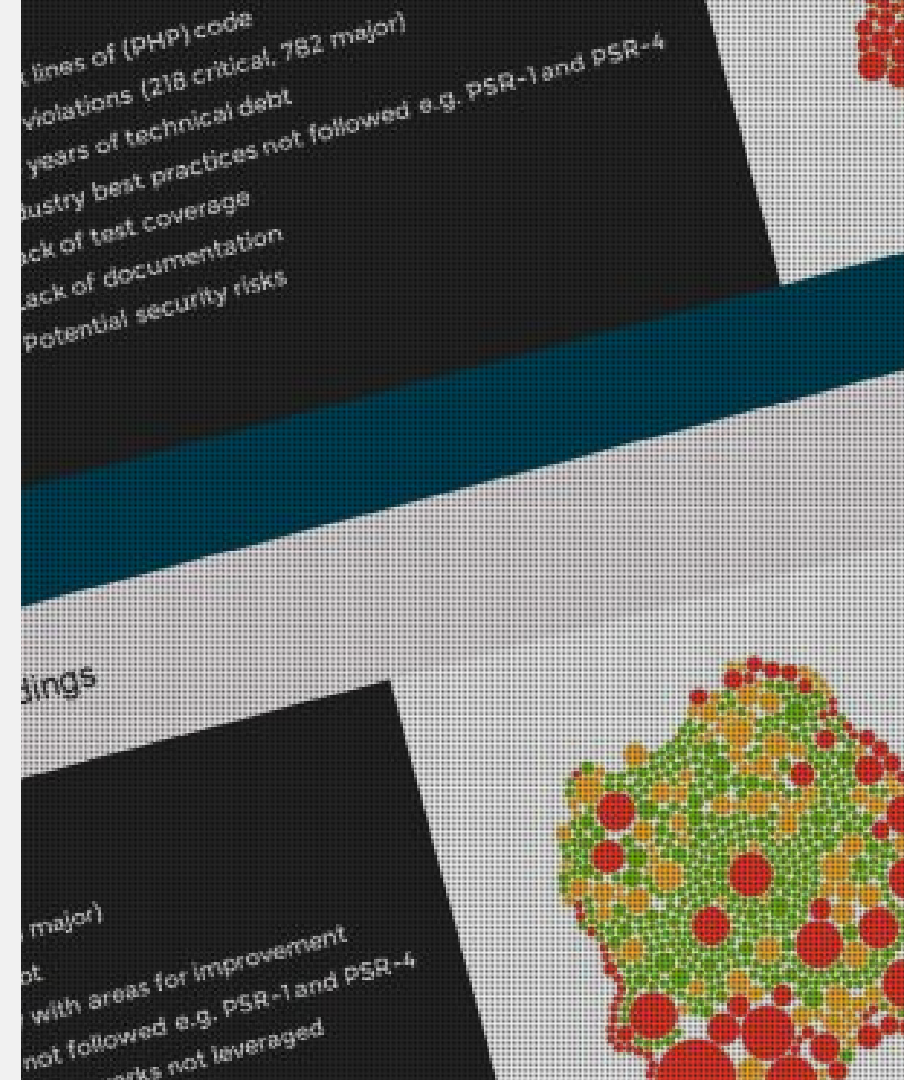 lines of (PHP) code
violations (218 critical, 782 major)
years of technical debt
dustry best practices not followed e.g. PSR-1 and PSR-4
ack of test coverage
Lack of documentation
Potential security risks
dings
major)
with areas for improvement
not followed e.g. PSR-1 and PSR-4
orks not leveraged